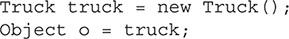 Truck truck = new Truck();
Object o = truck;